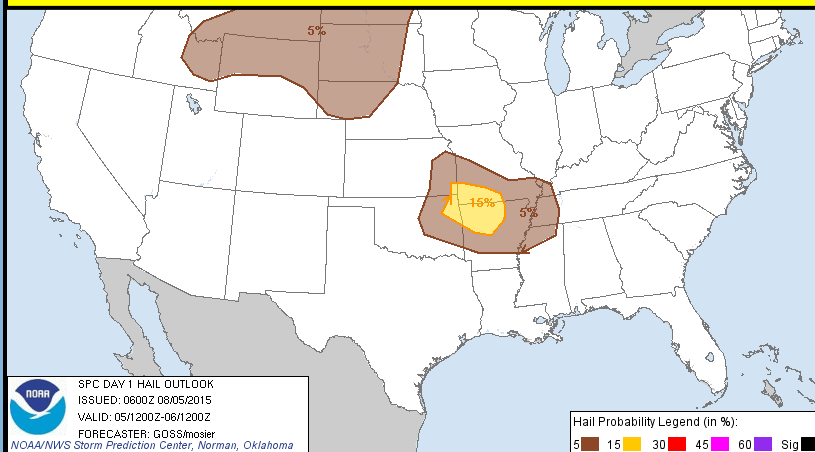 5%
15%
5%
NOAA
SPC DAY 1 HAIL OUTLOOK
ISSUED: 0600Z 08/05/2015
VALID: 05/1200Z-06/1200Z
FORECASTER: GOSS/mosier
NOAA/NWS Storm Prediction Center, Norman, Oklahoma
Hail Probability Legend (in %):
5 15 30 45 60 Sig